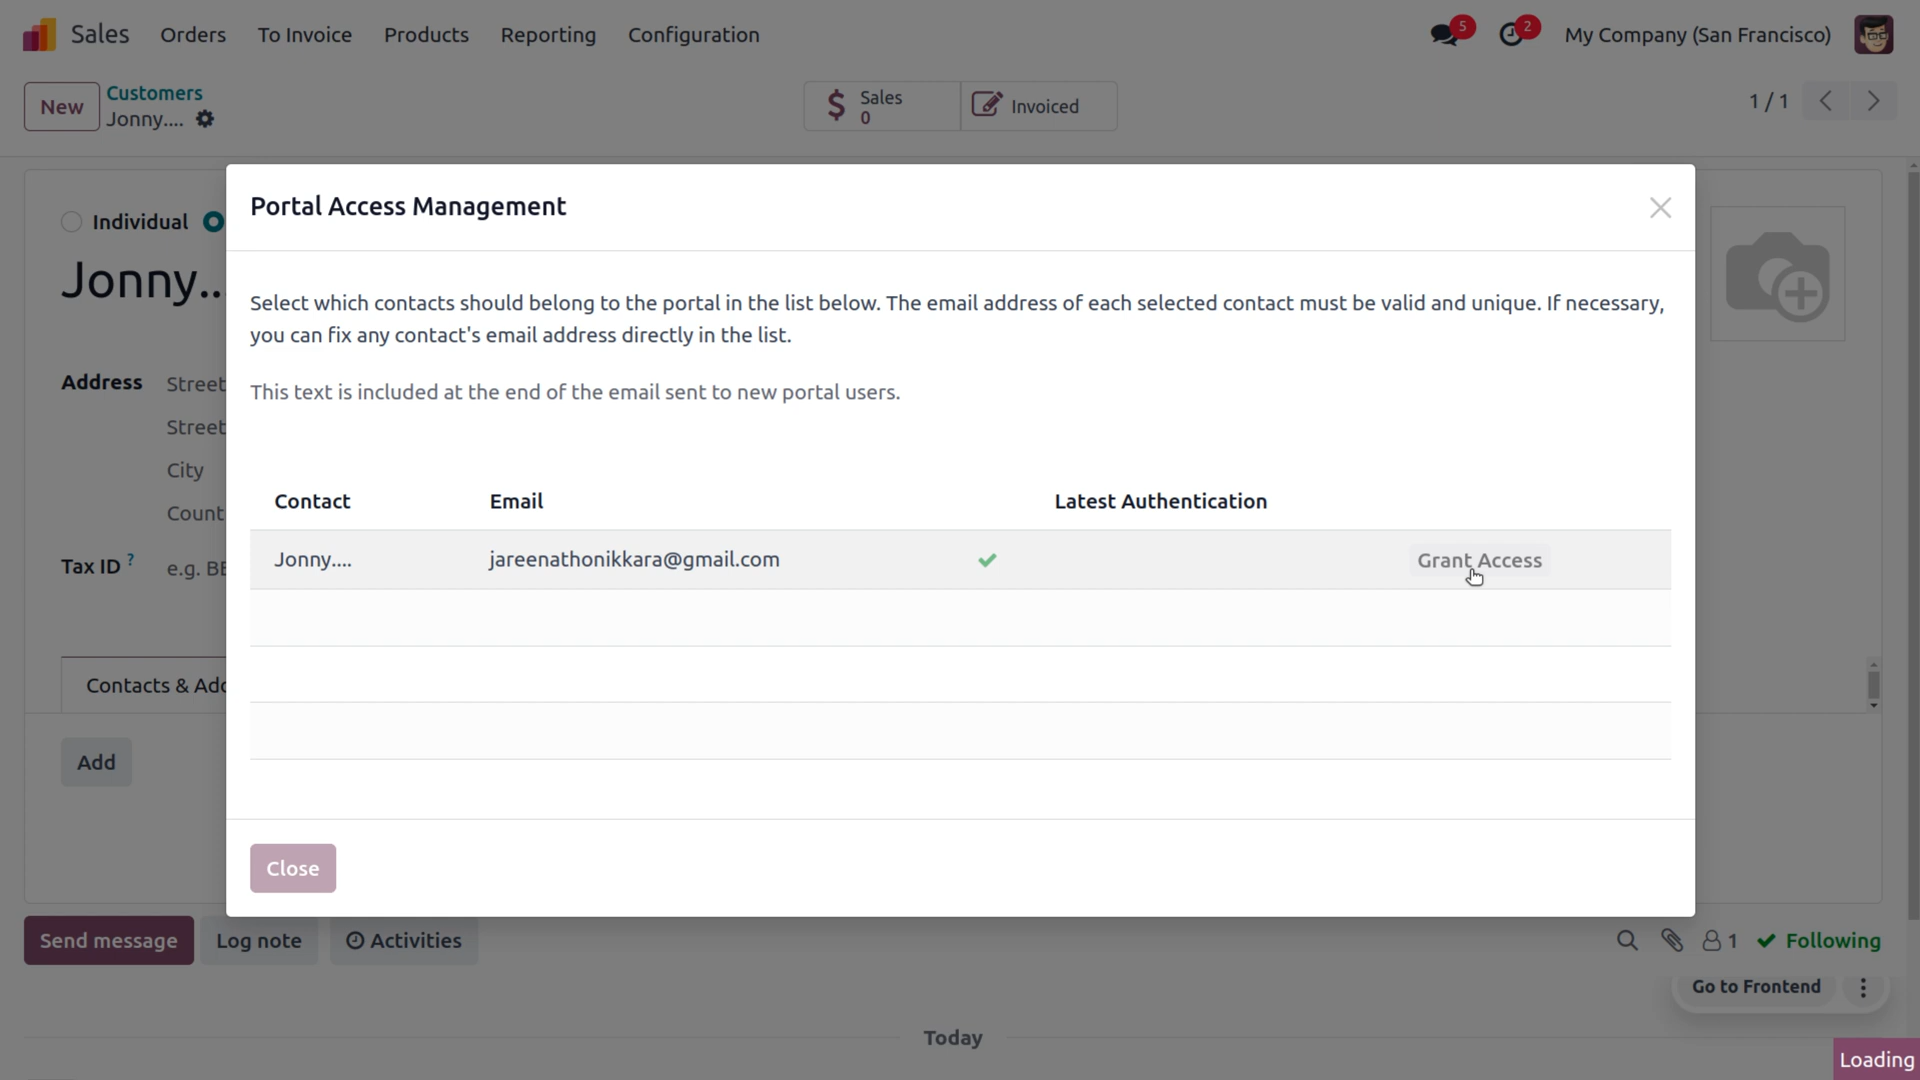 Sales Orders To Invoice Products Reporting Configuration 5 2 My Company (San Francisco)
New Customers Sales Invoiced 1 / 1
Jonny.... 0
Portal Access Management
Individual
Jonny..
Select which contacts should belong to the portal in the list below. The email address of each selected contact must be valid and unique. If necessary,
you can fix any contact's email address directly in the list.
Address Street
This text is included at the end of the email sent to new portal users.
Street
City
Contact Email Latest Authentication
Count
Jonny.... jareenathonikkara@gmail.com Grant Access
Tax ID ? e.g. BE
Contacts & Add
Add
Close
Send message Log note Activities 1 Following
Go to Frontend
Today
Loading